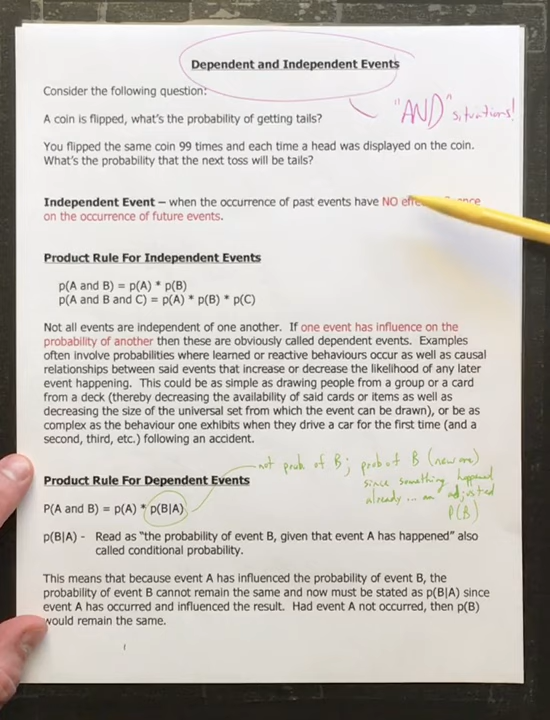 Dependent and Independent Events
Consider the following question:
"AND" situations!
A coin is flipped, what's the probability of getting tails?
You flipped the same coin 99 times and each time a head was displayed on the coin.
What's the probability that the next toss will be tails?
Independent Event – when the occurrence of past events have NO
on the occurrence of future events.
Product Rule For Independent Events
p(A and B) = p(A) * p(B)
p(A and B and C) = p(A) * p(B) * p(C)
Not all events are independent of one another. If one event has influence on the
probability of another then these are obviously called dependent events. Examples
often involve probabilities where learned or reactive behaviours occur as well as causal
relationships between said events that increase or decrease the likelihood of any later
event happening. This could be as simple as drawing people from a group or a card
from a deck (thereby decreasing the availability of said cards or items as well as
decreasing the size of the universal set from which the event can be drawn), or be as
complex as the behaviour one exhibits when they drive a car for the first time (and a
second, third, etc.) following an accident.
not prob of B; prob of B (new one)
since something happened
already... an adjusted
P(B)
Product Rule For Dependent Events
P(A and B) = p(A) * p(B|A)
p(B|A) - Read as "the probability of event B, given that event A has happened" also
called conditional probability.
This means that because event A has influenced the probability of event B, the
probability of event B cannot remain the same and now must be stated as p(B|A) since
event A has occurred and influenced the result. Had event A not occurred, then p(B)
would remain the same.